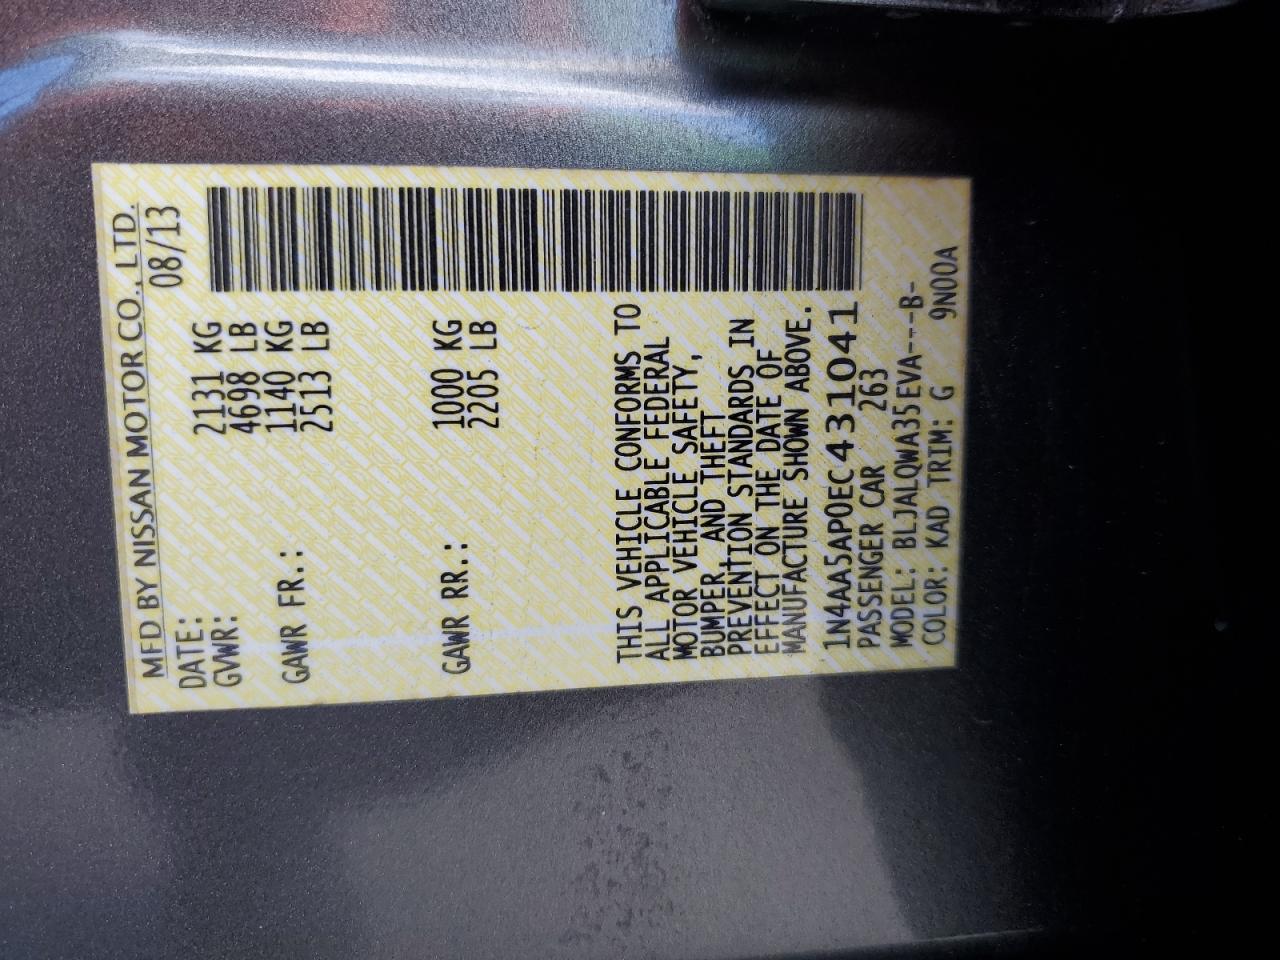 MFD BY NISSAN MOTOR CO., LTD.
DATE: 08/13
GVWR: 2131 KG
4698 LB
GAWR FR.: 1140 KG
2513 LB
GAWR RR.: 1000 KG
2205 LB
THIS VEHICLE CONFORMS TO
ALL APPLICABLE FEDERAL
MOTOR VEHICLE SAFETY,
BUMPER, AND THEFT
PREVENTION STANDARDS IN
EFFECT ON THE DATE OF
MANUFACTURE SHOWN ABOVE.
1N4AA5AP0EC431041
PASSENGER CAR 263
MODEL: BLJALQWA35EVA---B-
COLOR: KAD TRIM: G 9N00A